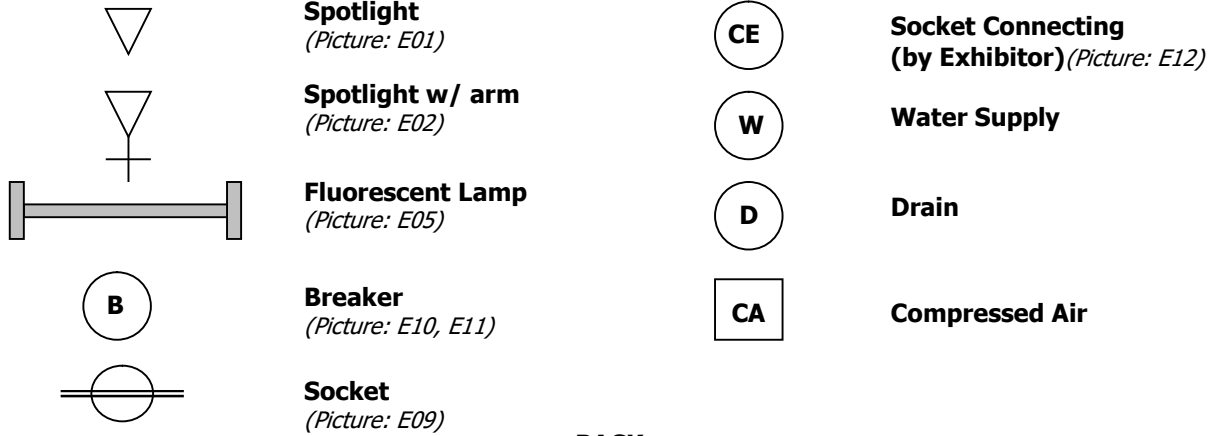 Spotlight
(Picture: E01)
Spotlight w/ arm
(Picture: E02)
Fluorescent Lamp
(Picture: E05)
B
Breaker
(Picture: E10, E11)
Socket
(Picture: E09)
CE
Socket Connecting
(by Exhibitor)(Picture: E12)
W
Water Supply
D
Drain
CA
Compressed Air